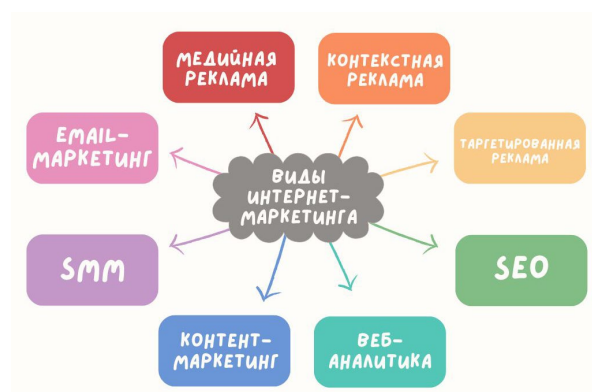 МЕДИЙНАЯ
РЕКЛАМА
КОНТЕКСТНАЯ
РЕКЛАМА
EMAIL-
МАРКЕТИНГ
ТАРГЕТИРОВАННАЯ
РЕКЛАМА
ВИДЫ
ИНТЕРНЕТ-
МАРКЕТИНГА
SMM
SEO
КОНТЕНТ-
МАРКЕТИНГ
ВЕБ-
АНАЛИТИКА